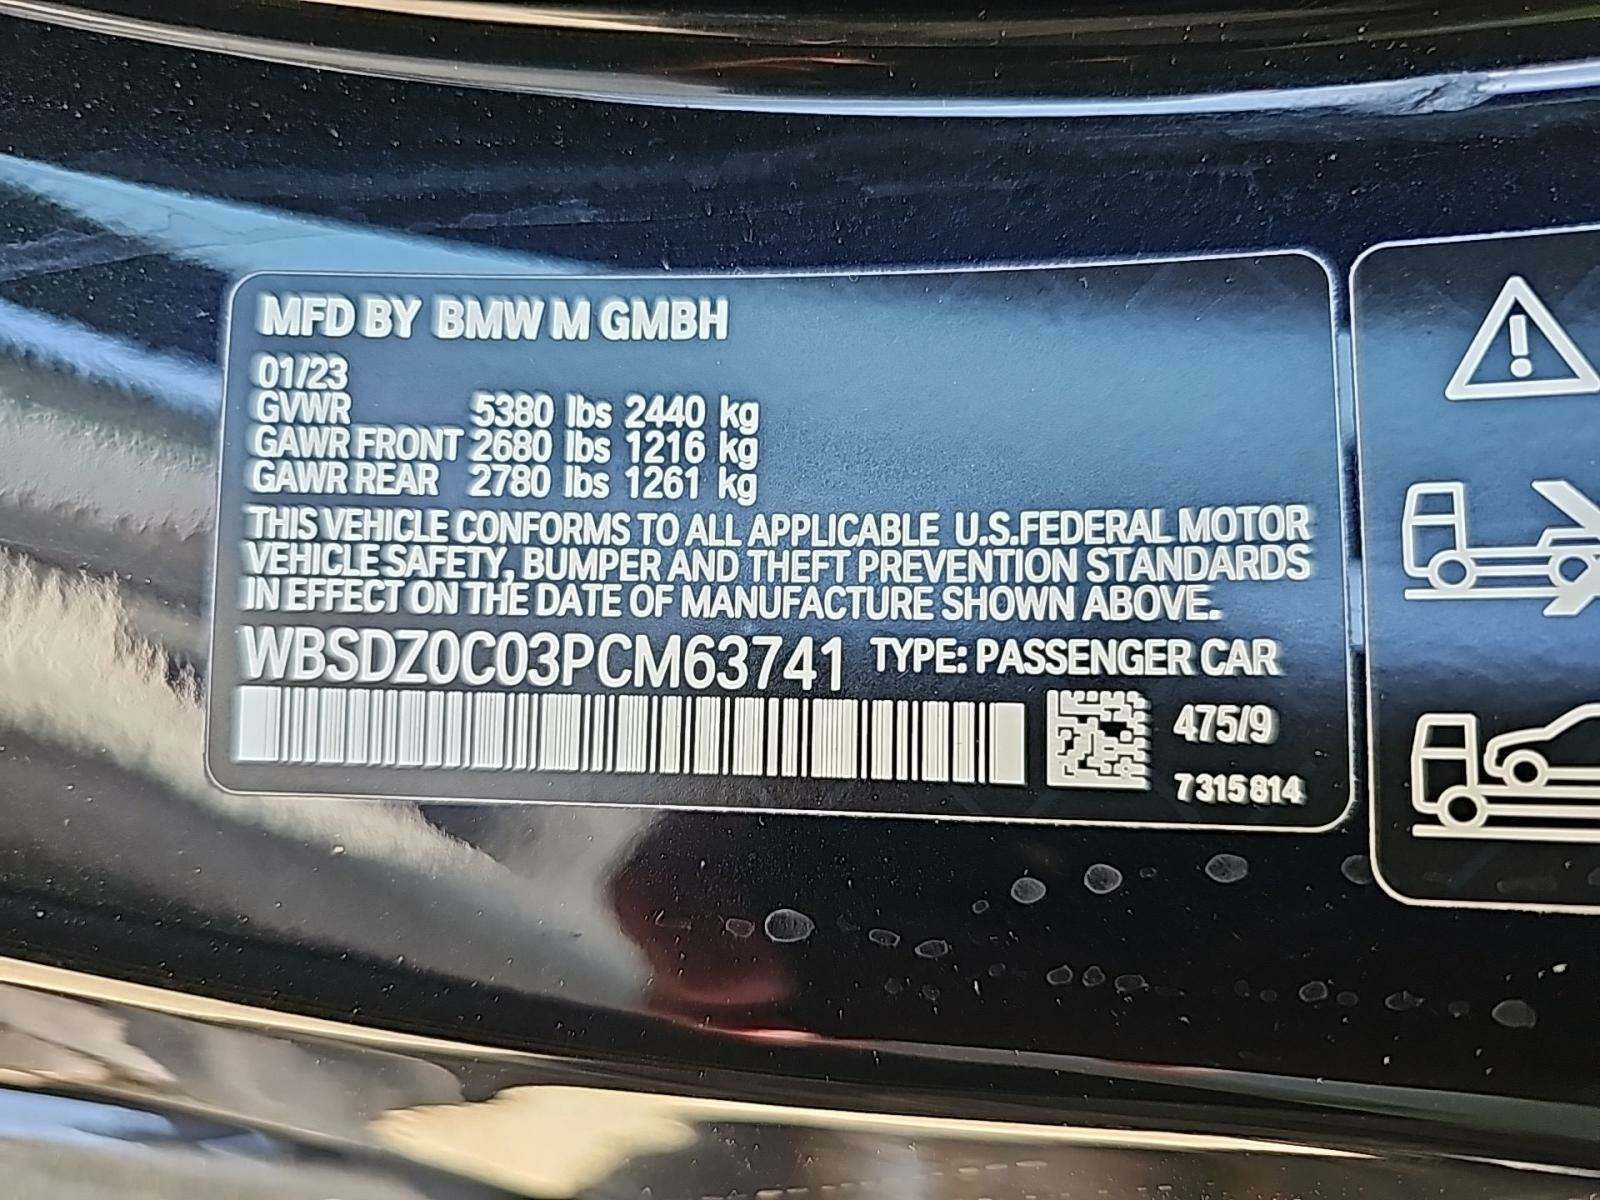 MFD BY BMW M GMBH
01/23
GVWR 5380 lbs 2440 kg
GAWR FRONT 2680 lbs 1216 kg
GAWR REAR 2780 lbs 1261 kg
THIS VEHICLE CONFORMS TO ALL APPLICABLE U.S.FEDERAL MOTOR
VEHICLE SAFETY, BUMPER AND THEFT PREVENTION STANDARDS
IN EFFECT ON THE DATE OF MANUFACTURE SHOWN ABOVE.
WBSDZ0C03PCM63741 TYPE: PASSENGER CAR
475/9
7 315 814